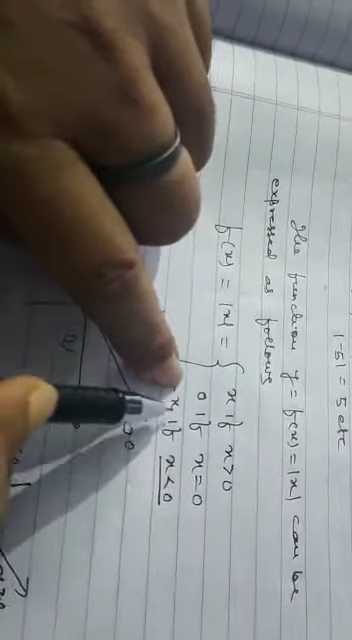 |-5| = 5 etc
The function y = f(x) = |x| can be
expressed as follows
f(x) = |x| = { x if x>0
0 if x=0
-x, if x<0